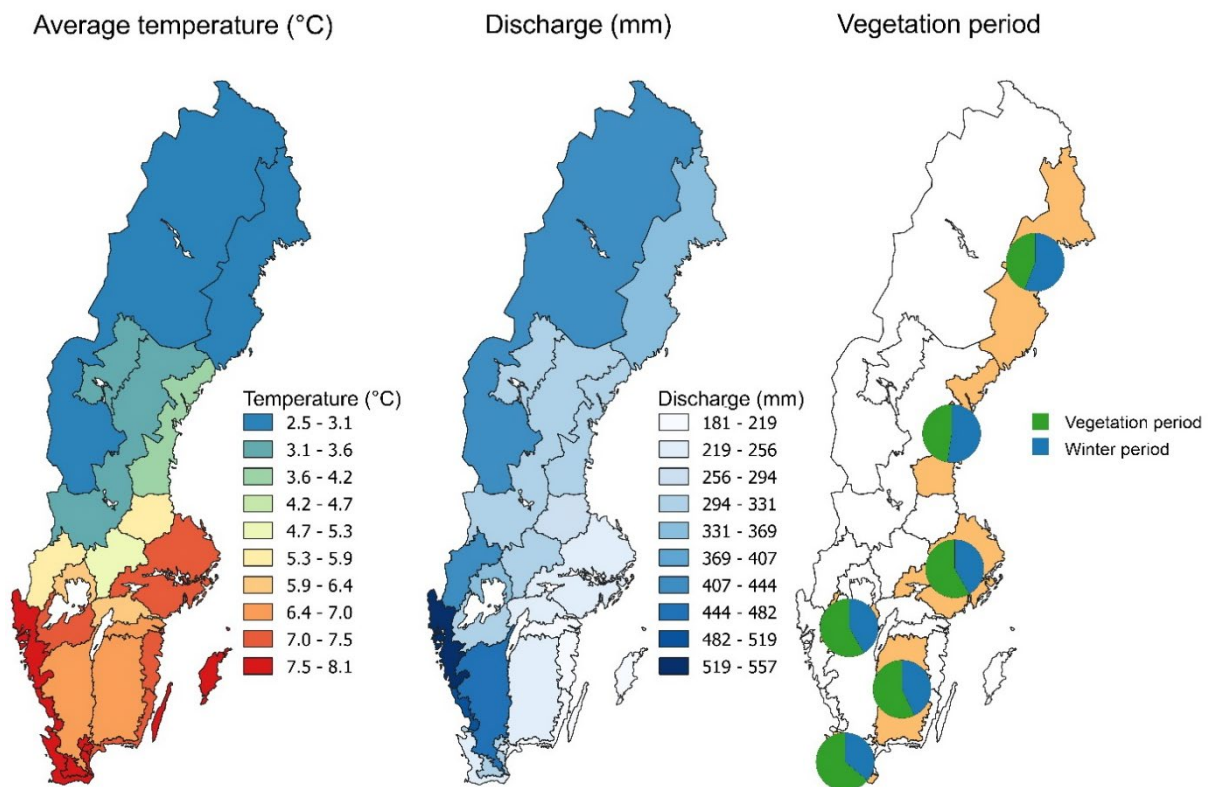 Average temperature (°C)
Discharge (mm)
Vegetation period
Temperature (°C)
2.5 - 3.1
3.1 - 3.6
3.6 - 4.2
4.2 - 4.7
4.7 - 5.3
5.3 - 5.9
5.9 - 6.4
6.4 - 7.0
7.0 - 7.5
7.5 - 8.1
Discharge (mm)
181 - 219
219 - 256
256 - 294
294 - 331
331 - 369
369 - 407
407 - 444
444 - 482
482 - 519
519 - 557
Vegetation period
Winter period